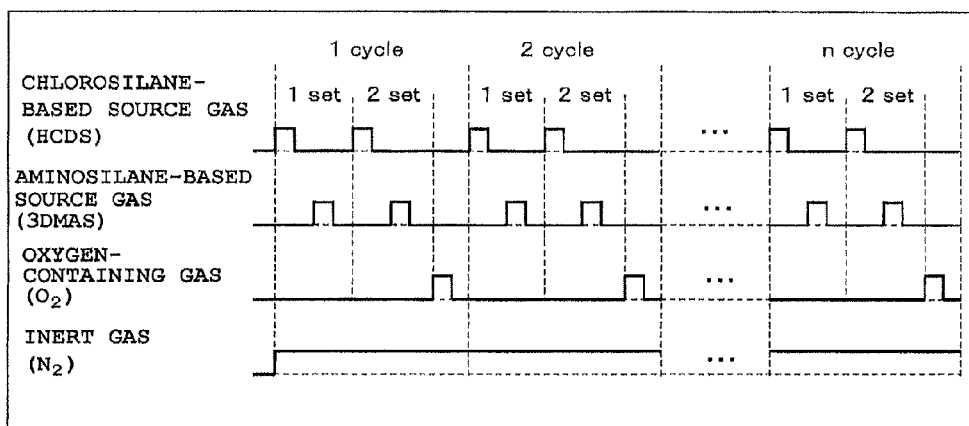 1 cycle 2 cycle n cycle
CHLOROSILANE-
BASED SOURCE GAS
(HCDS)
1 set 2 set 1 set 2 set ... 1 set 2 set
AMINOSILANE-BASED
SOURCE GAS
(3DMAS)
...
OXYGEN-
CONTAINING GAS
(O₂)
...
INERT GAS
(N₂)
...